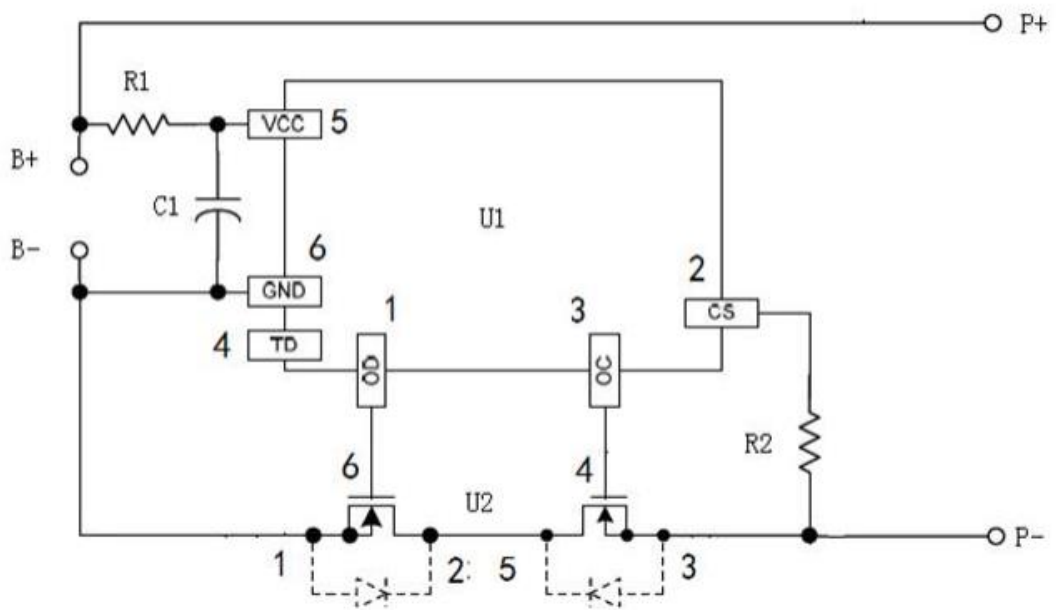 P+
R1
VCC 5
B+
C1
U1
B-
6
2
GND
1
3
CS
4 TD
OD
OC
R2
6
U2
4
P-
1
2: 5
3